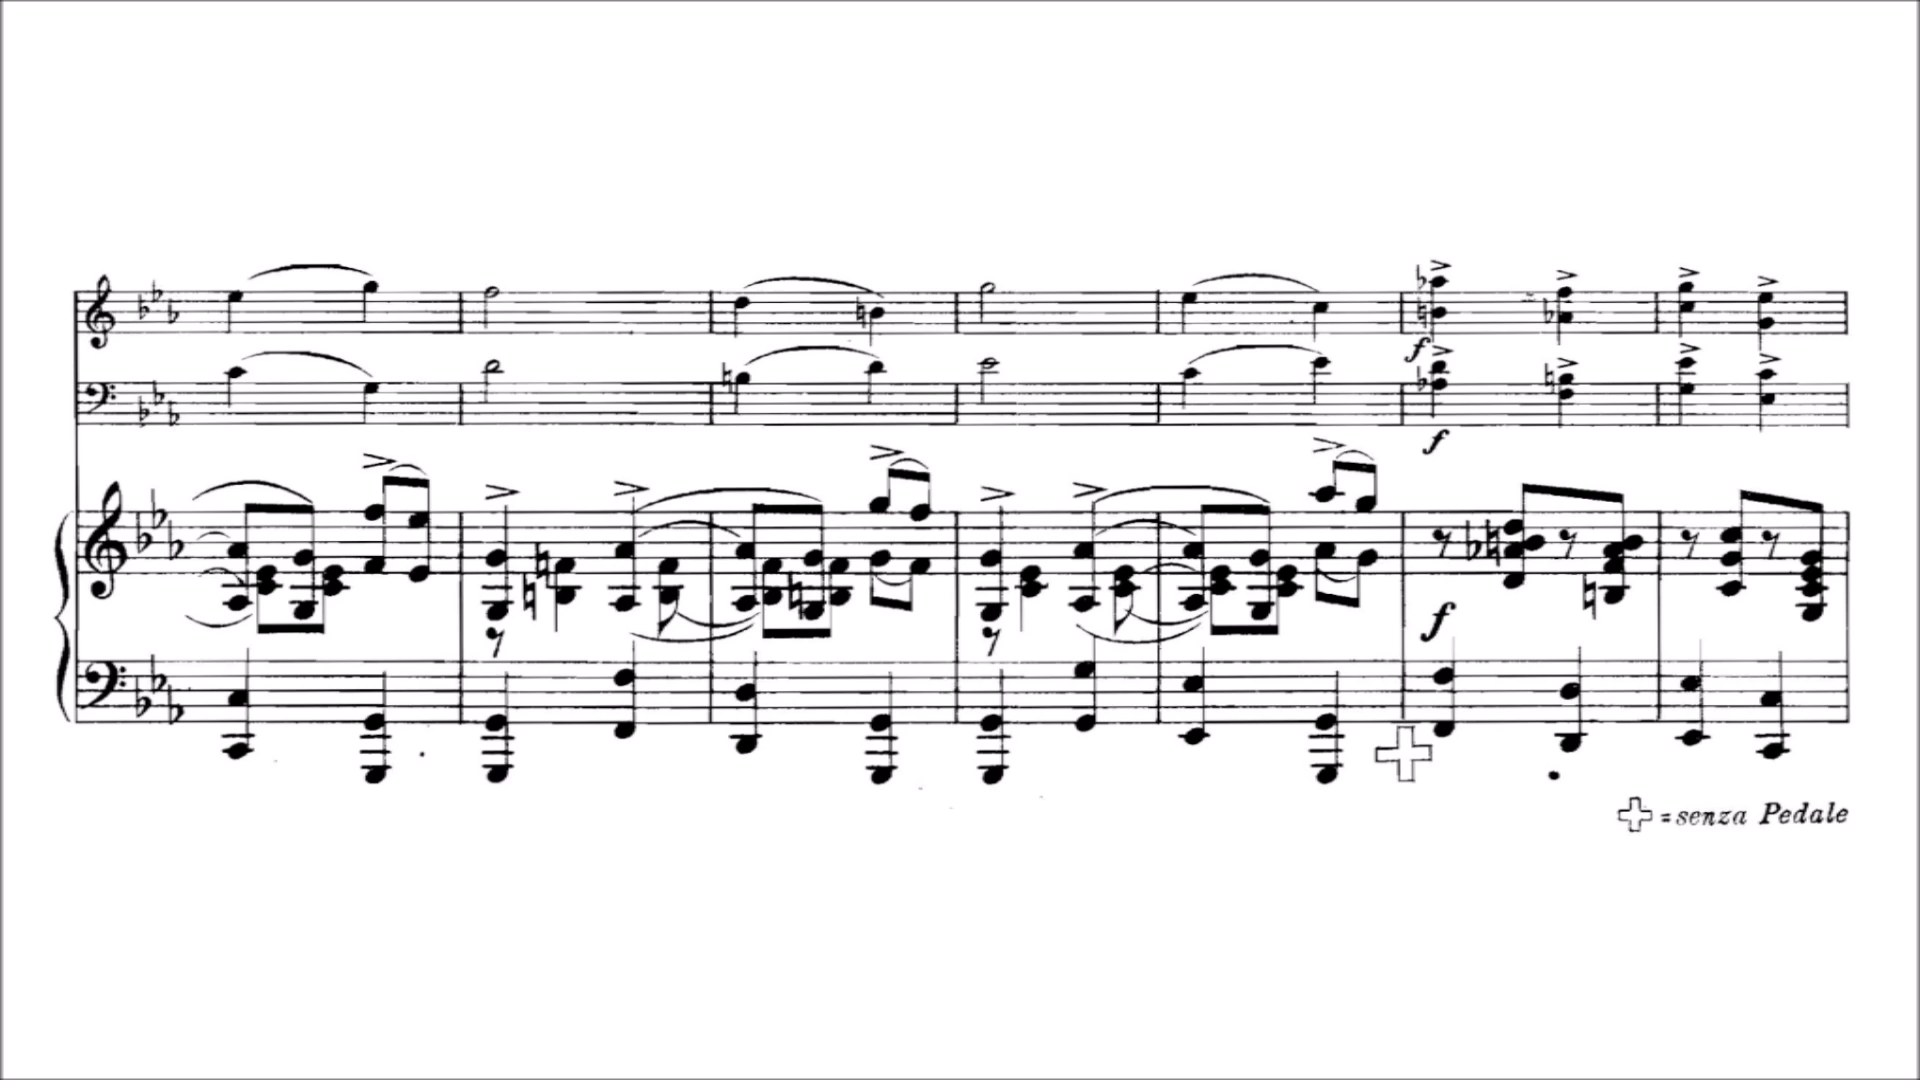 f
f
f
= senza Pedale